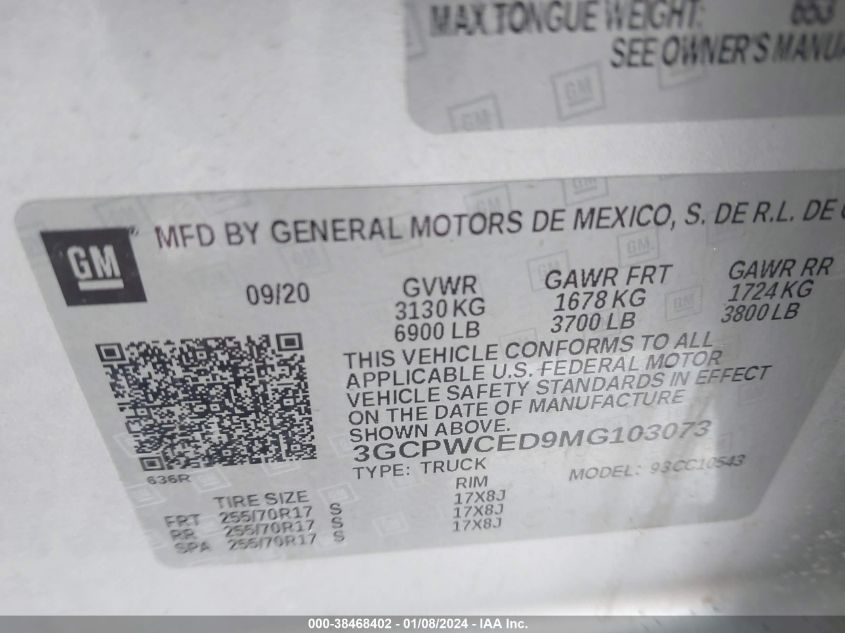 MAX TONGUE WEIGHT: 653
SEE OWNER'S MANUA
GM
GM
GM ® MFD BY GENERAL MOTORS DE MEXICO, S. DE R.L. DE
09/20
GVWR GAWR FRT GAWR RR
3130 KG 1678 KG 1724 KG
6900 LB 3700 LB 3800 LB
THIS VEHICLE CONFORMS TO ALL
APPLICABLE U.S. FEDERAL MOTOR
VEHICLE SAFETY STANDARDS IN EFFECT
ON THE DATE OF MANUFACTURE
SHOWN ABOVE.
3GCPWCED9MG103073
TYPE: TRUCK MODEL: 93CC10543
636R
TIRE SIZE RIM
FRT 255/70R17 S 17X8J
RR 255/70R17 S 17X8J
SPA 255/70R17 S 17X8J
000-38468402 - 01/08/2024 - IAA Inc.